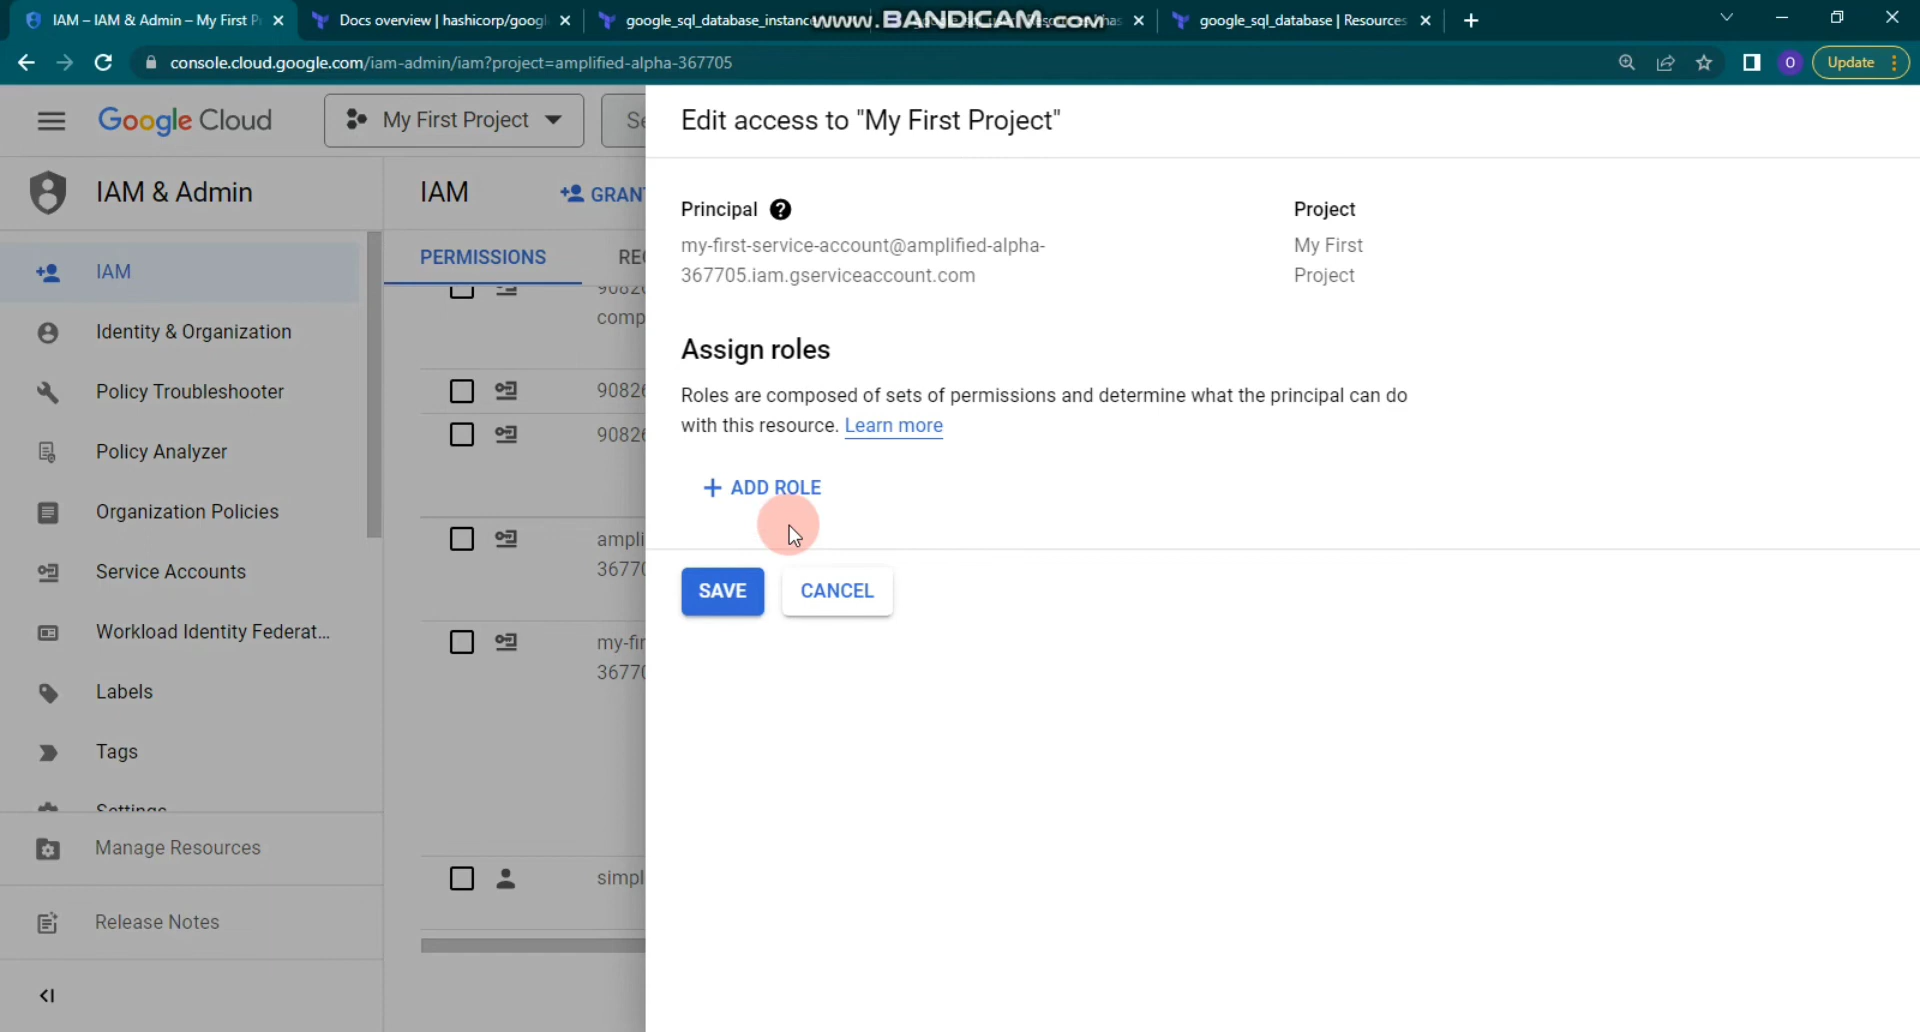 IAM – IAM & Admin – My First P
Docs overview | hashicorp/googl
google_sql_database_instanc
www.BANDICAM.com
google_sql_database | Resources
console.cloud.google.com/iam-admin/iam?project=amplified-alpha-367705
O
Update
Google Cloud
My First Project
Se
Edit access to "My First Project"
IAM & Admin
IAM
GRANT
Principal
Project
my-first-service-account@amplified-alpha-
367705.iam.gserviceaccount.com
My First
Project
PERMISSIONS
REC
IAM
Identity & Organization
Policy Troubleshooter
Policy Analyzer
Organization Policies
Service Accounts
Workload Identity Federat...
Labels
Tags
Settings
Manage Resources
Release Notes
comp
9082
9082
ampli
3677
my-fir
3677
simpl
Assign roles
Roles are composed of sets of permissions and determine what the principal can do
with this resource. Learn more
+ ADD ROLE
SAVE
CANCEL